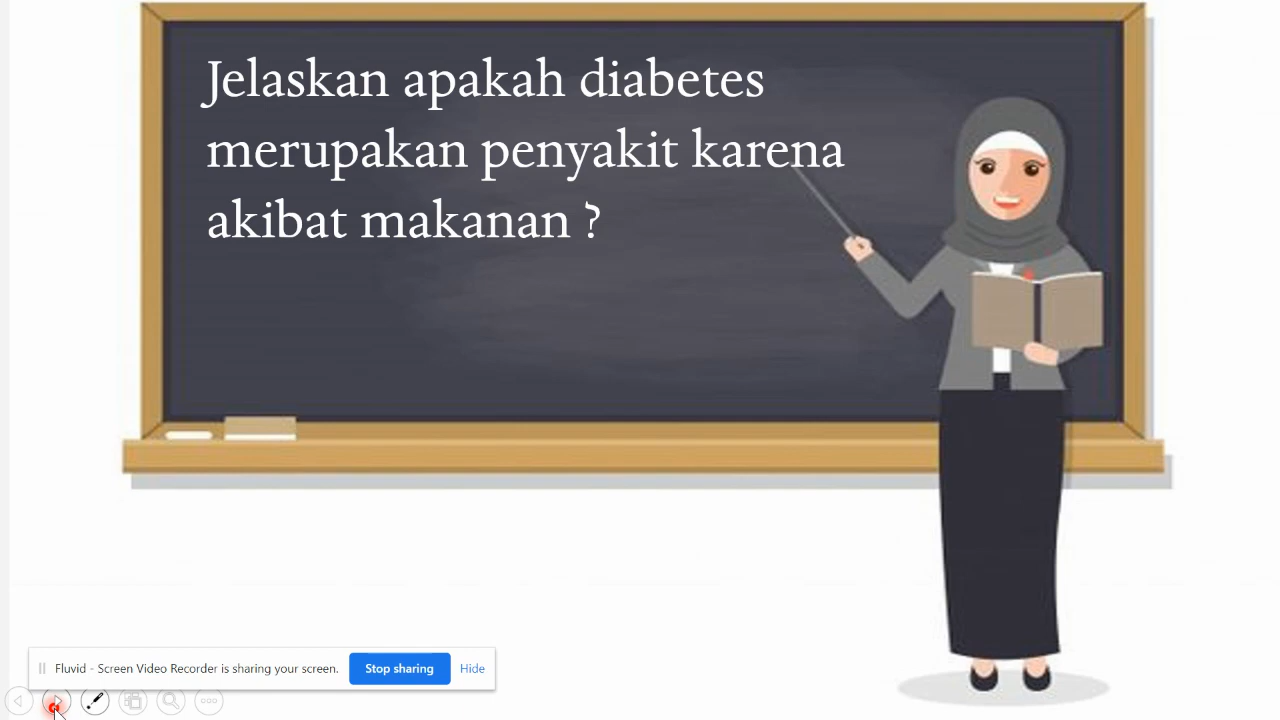 Jelaskan apakah diabetes
merupakan penyakit karena
akibat makanan ?
Fluvid - Screen Video Recorder is sharing your screen. Stop sharing Hide